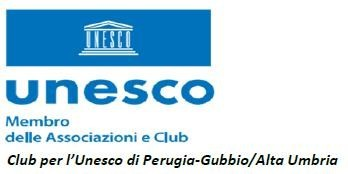 UNESCO
unesco
Membro
delle Associazioni e Club
Club per l'Unesco di Perugia-Gubbio/Alta Umbria